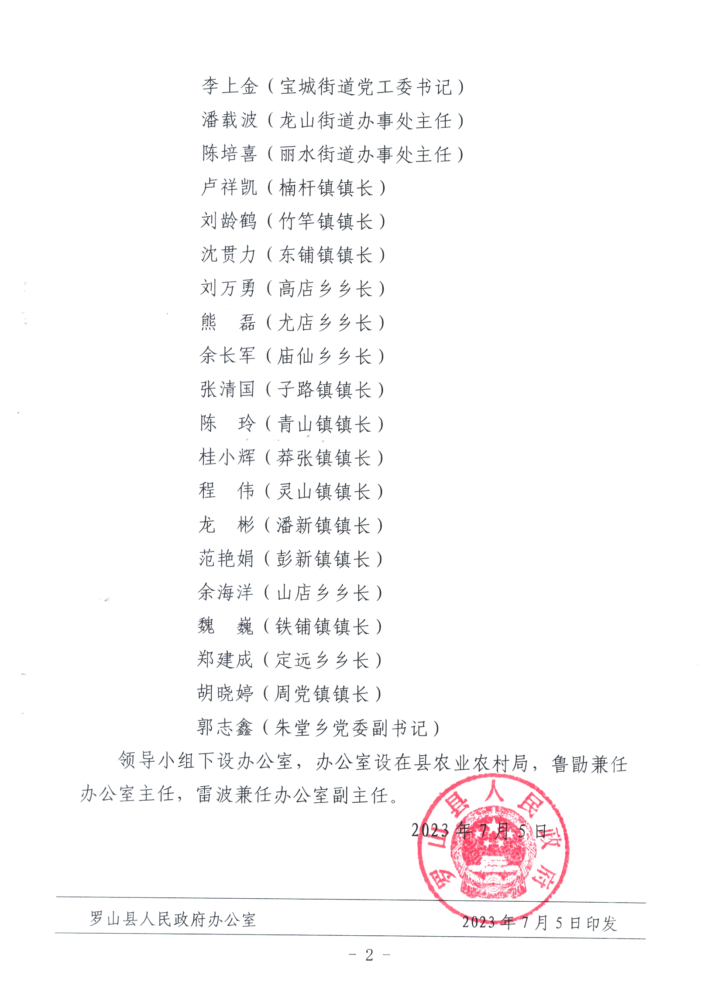 李上金（宝城街道党工委书记）
潘载波（龙山街道办事处主任）
陈培喜（丽水街道办事处主任）
卢祥凯（楠杆镇镇长）
刘龄鹤（竹竿镇镇长）
沈贯力（东铺镇镇长）
刘万勇（高店乡乡长）
熊　磊（尤店乡乡长）
余长军（庙仙乡乡长）
张清国（子路镇镇长）
陈　玲（青山镇镇长）
桂小辉（莽张镇镇长）
程　伟（灵山镇镇长）
龙　彬（潘新镇镇长）
范艳娟（彭新镇镇长）
余海洋（山店乡乡长）
魏　巍（铁铺镇镇长）
郑建成（定远乡乡长）
胡晓婷（周党镇镇长）
郭志鑫（朱堂乡党委副书记）
领导小组下设办公室，办公室设在县农业农村局，鲁勖兼任
办公室主任，雷波兼任办公室副主任。
罗山县人民政府
2023年7月5日
罗山县人民政府办公室　2023年7月5日印发
- 2 -